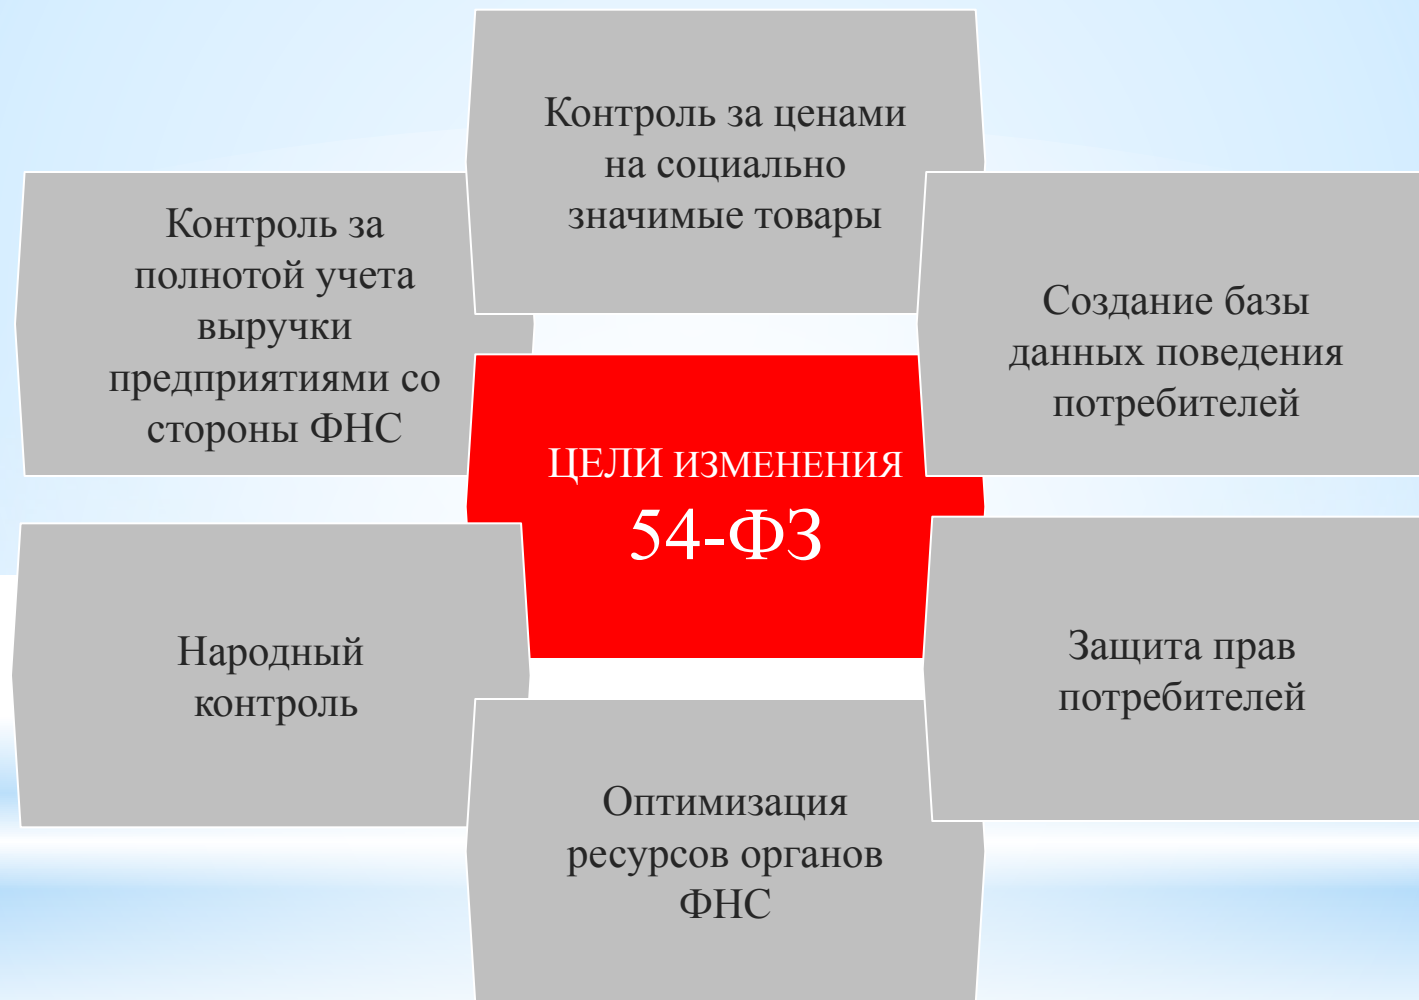 Контроль за ценами
на социально
значимые товары
Контроль за
полнотой учета
выручки
предприятиями со
стороны ФНС
Создание базы
данных поведения
потребителей
ЦЕЛИ ИЗМЕНЕНИЯ
54-ФЗ
Народный
контроль
Защита прав
потребителей
Оптимизация
ресурсов органов
ФНС